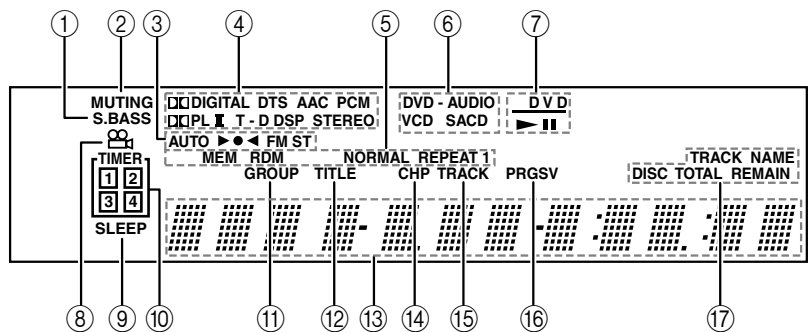 ① ② ③ ④ ⑤ ⑥ ⑦
MUTING
S.BASS
DIGITAL DTS AAC PCM
PL II T - D DSP STEREO
DVD - AUDIO
VCD SACD
DVD
AUTO ► ● ◄ FM ST
MEM RDM NORMAL REPEAT 1
GROUP TITLE CHP TRACK PRGSV
TRACK NAME
DISC TOTAL REMAIN
TIMER
1 2
3 4
SLEEP
⑧ ⑨ ⑩ ⑪ ⑫ ⑬ ⑭ ⑮ ⑯ ⑰